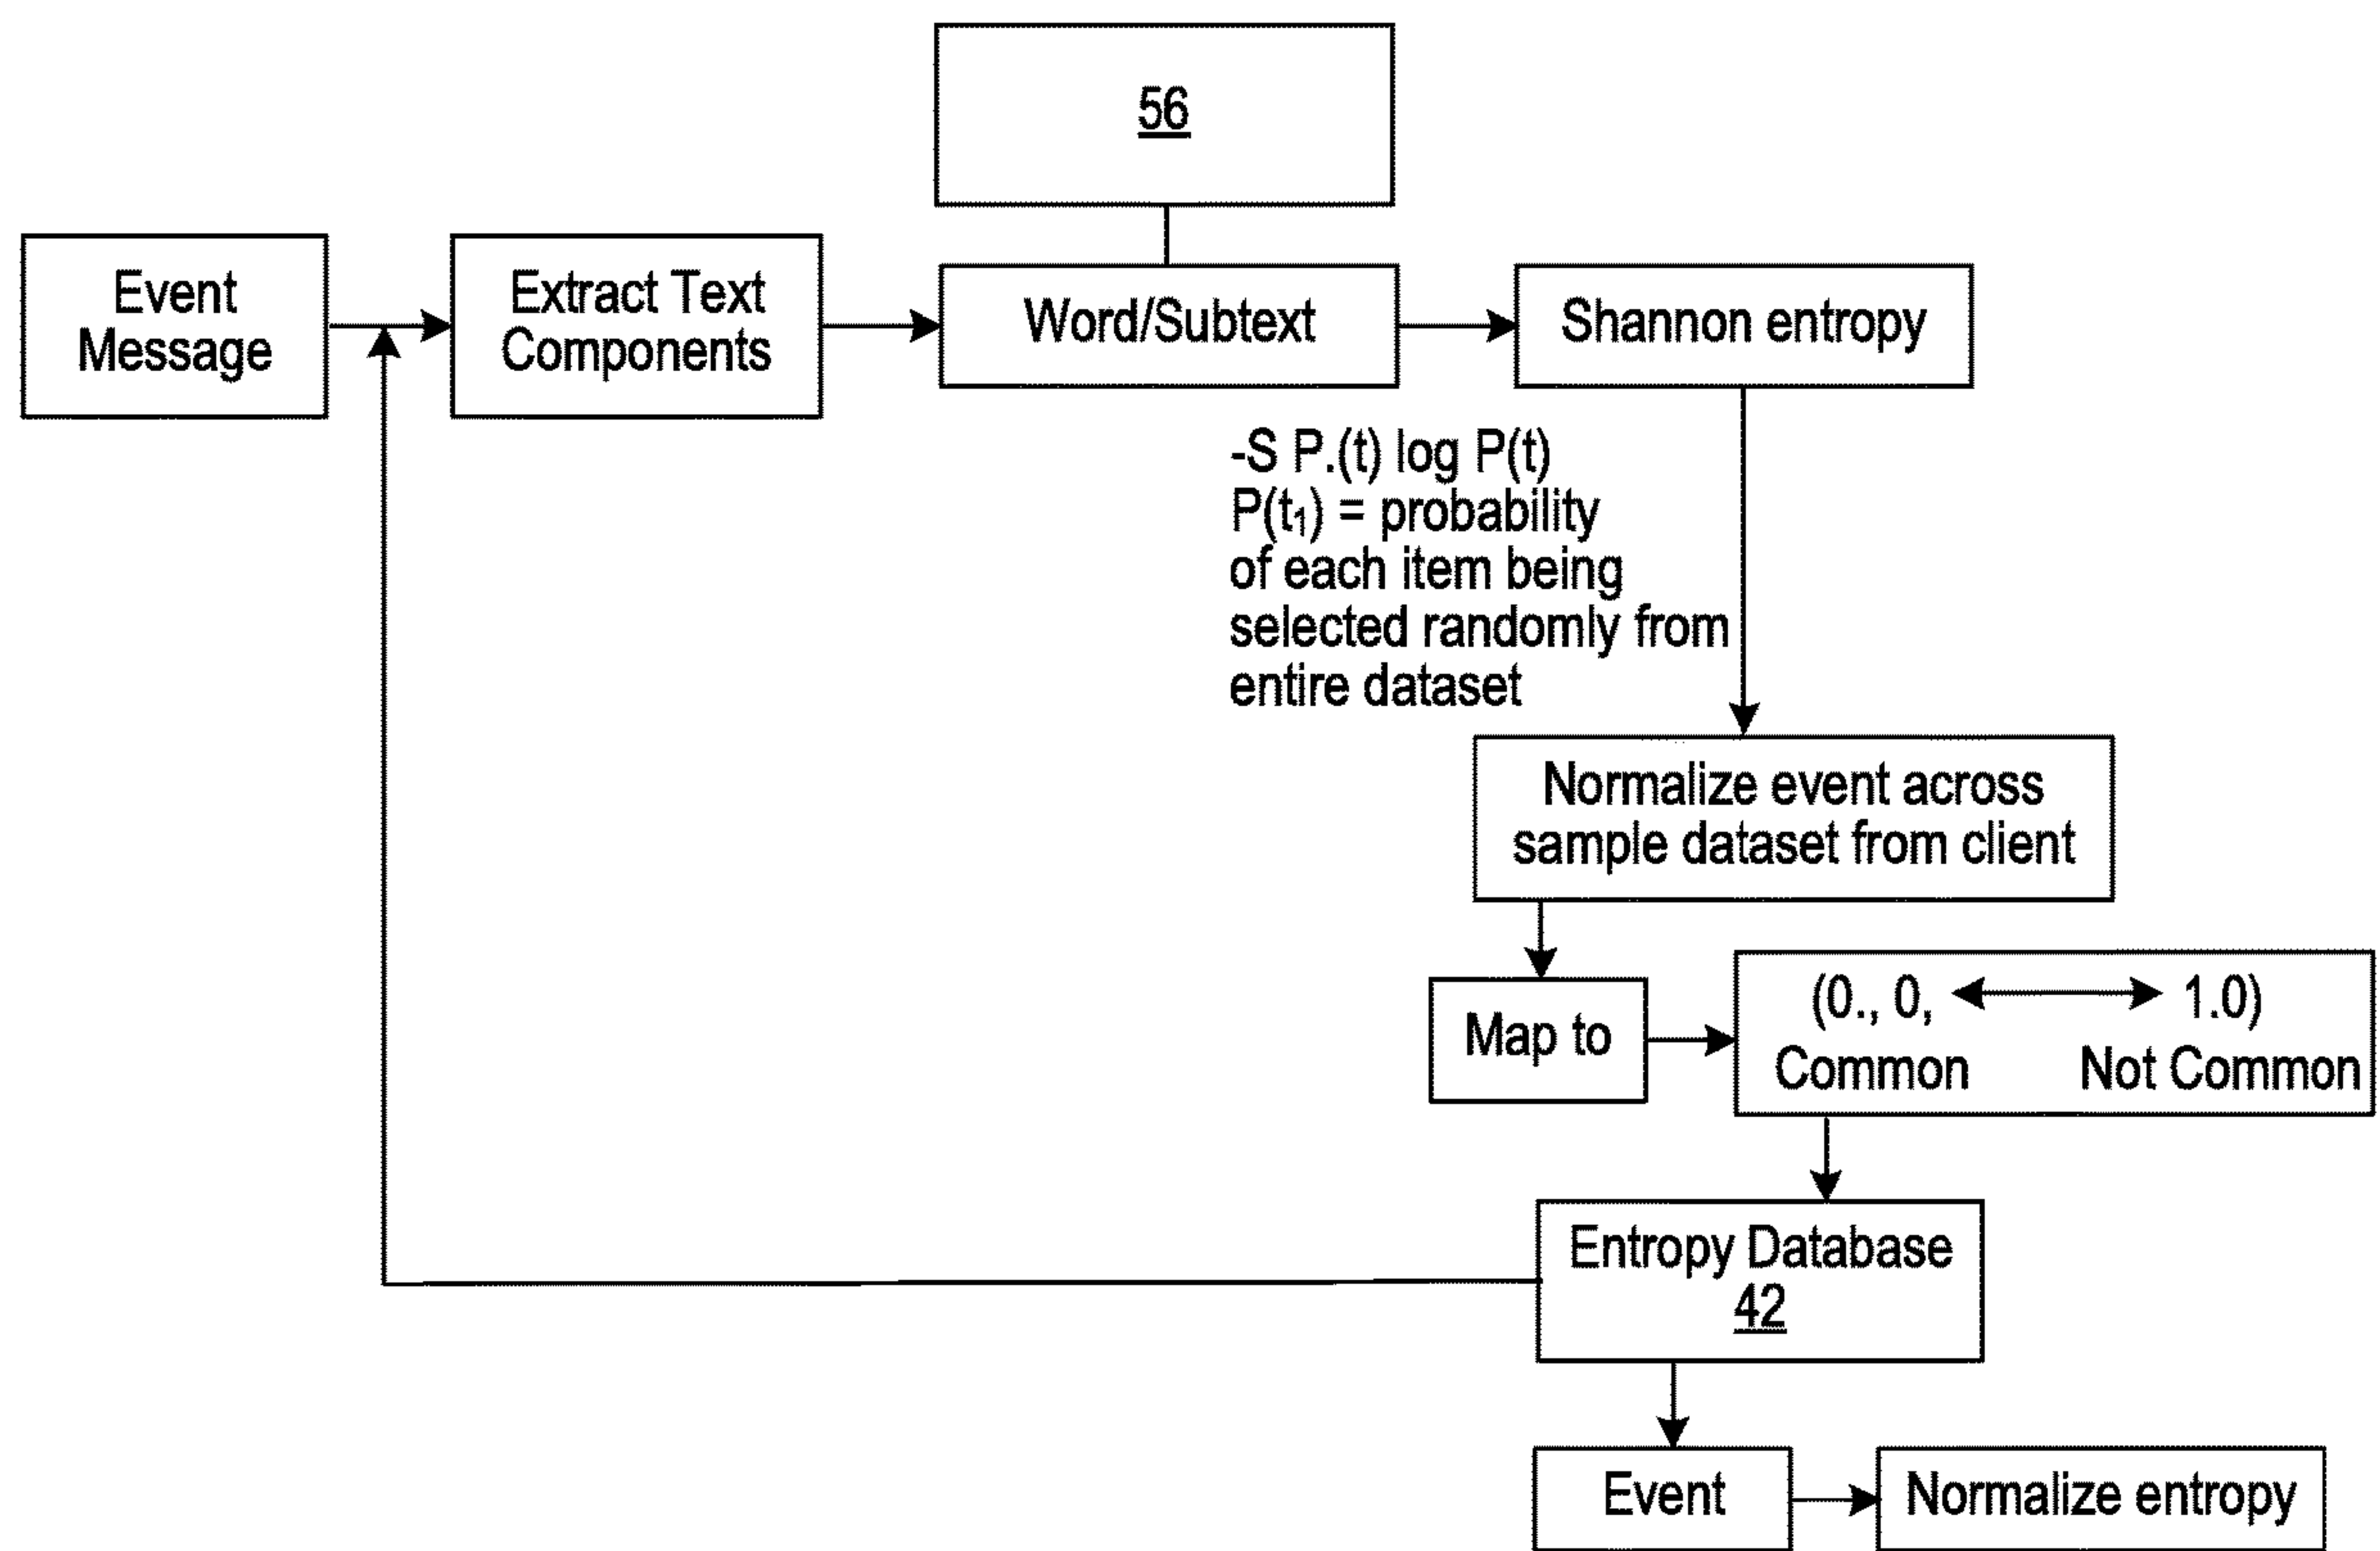 56
Event
Message
Extract Text
Components
Word/Subtext
Shannon entropy
-S P.(t) log P(t)
P(t₁) = probability
of each item being
selected randomly from
entire dataset
Normalize event across
sample dataset from client
Map to
(0., 0, 1.0)
Common Not Common
Entropy Database
42
Event
Normalize entropy